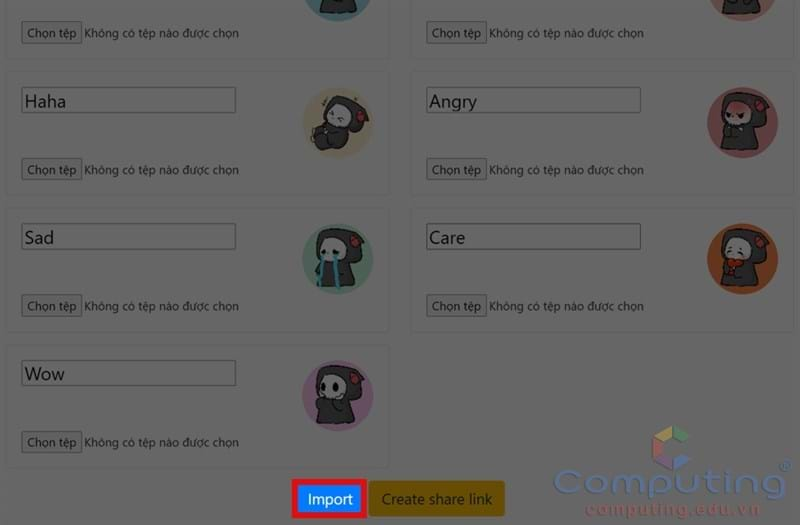 Chọn tệp Không có tệp nào được chọn
Chọn tệp Không có tệp nào được chọn
Haha
Chọn tệp Không có tệp nào được chọn
Angry
Chọn tệp Không có tệp nào được chọn
Sad
Chọn tệp Không có tệp nào được chọn
Care
Chọn tệp Không có tệp nào được chọn
Wow
Chọn tệp Không có tệp nào được chọn
Import
Create share link
Computing®
computing.edu.vn